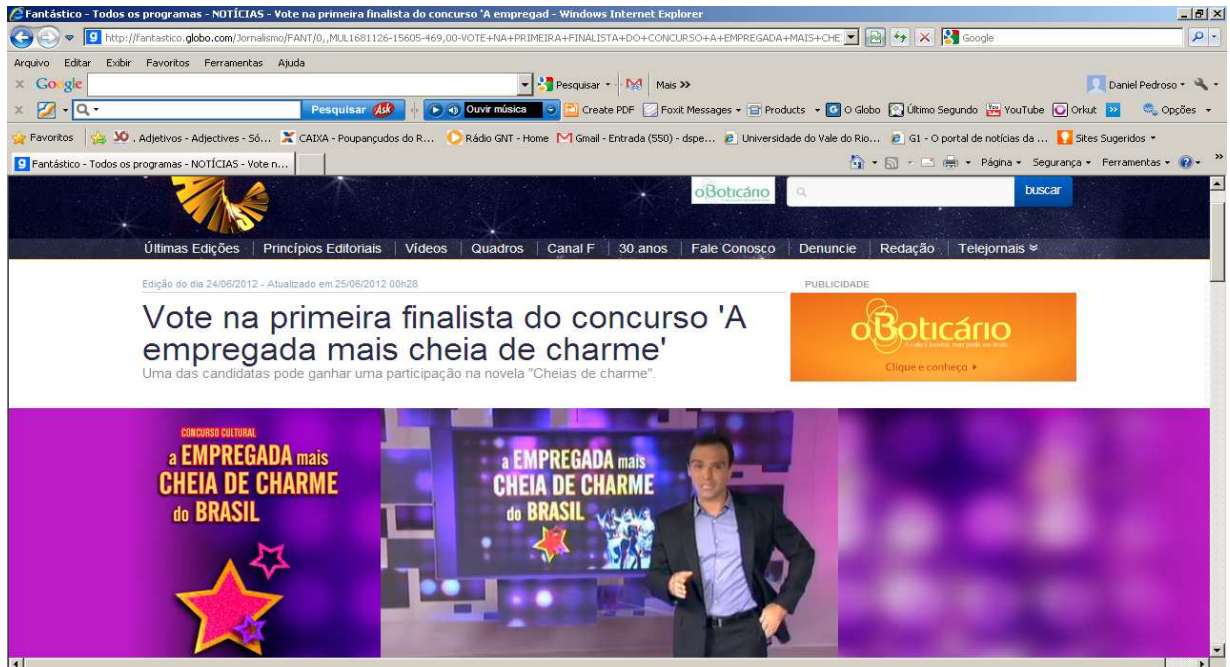 Fantástico - Todos os programas - NOTÍCIAS - Vote na primeira finalista do concurso 'A empregad - Windows Internet Explorer
http://fantastico.globo.com/Jornalismo/FANT/0,,MUL1681126-15605-469,00-VOTE+NA+PRIMEIRA+FINALISTA+DO+CONCURSO+A+EMPREGADA+MAIS+CHE Google
Arquivo Editar Exibir Favoritos Ferramentas Ajuda
Google Pesquisar Mais >> Daniel Pedroso
Pesquisar Ask Ouvir música Create PDF Foxit Messages Products O Globo Último Segundo YouTube Orkut >> Opções
Favoritos . Adjetivos - Adjectives - Só... CAIXA - Poupançudos do R... Rádio GNT - Home Gmail - Entrada (550) - dspe... Universidade do Vale do Rio... G1 - O portal de notícias da ... Sites Sugeridos
Fantástico - Todos os programas - NOTÍCIAS - Vote n... Página Segurança Ferramentas >>
oBoticário buscar
Últimas Edições Princípios Editoriais Vídeos Quadros Canal F 30 anos Fale Conosco Denuncie Redação Telejornais
Edição do dia 24/06/2012 - Atualizado em 25/06/2012 00h28
PUBLICIDADE
Vote na primeira finalista do concurso 'A
empregada mais cheia de charme'
Uma das candidatas pode ganhar uma participação na novela "Cheias de charme".
oBoticário
Clique e conheça
CONCURSO CULTURAL
a EMPREGADA mais
CHEIA DE CHARME
do BRASIL
a EMPREGADA mais
CHEIA DE CHARME
do BRASIL